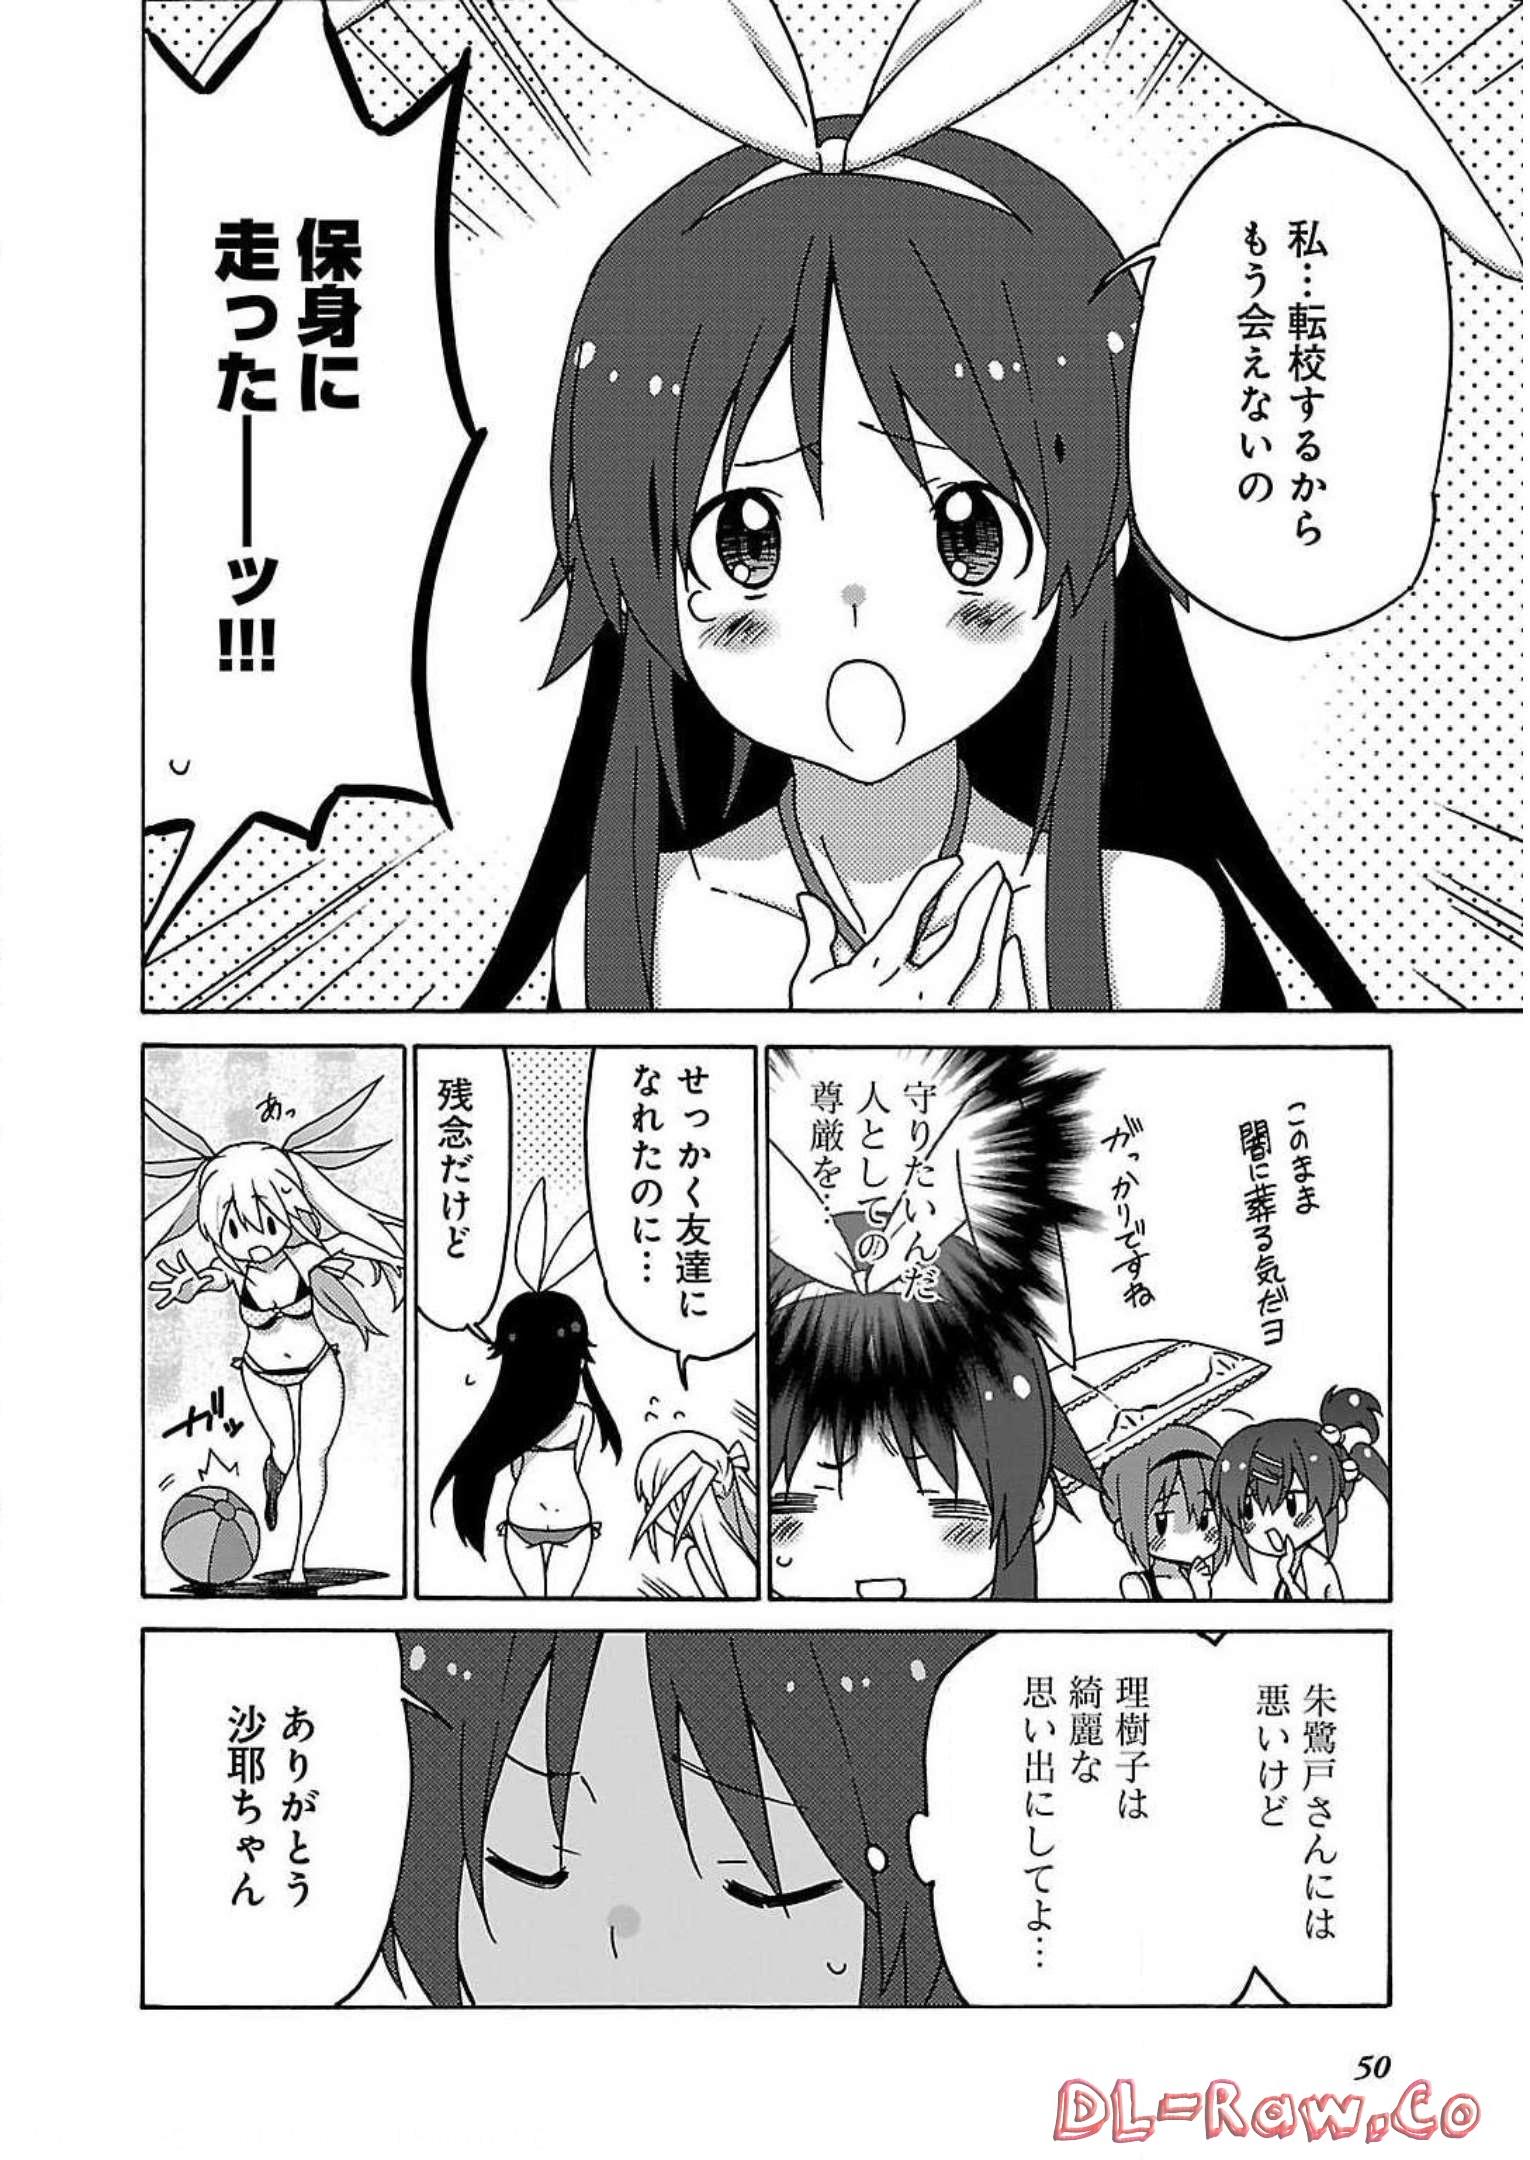 私…転校するから
もう会えないの
保身に
走った――ッ!!!
このまま
闇に葬る気だヨ
がっかりですね
守りたいんだ
人としての
尊厳を…
せっかく友達に
なれたのに…
残念だけど
あっ
ガッ
朱鷺戸さんには
悪いけど
理樹子は
綺麗な
思い出にしてよ…
ありがとう
沙耶ちゃん
50
DL-Raw.Co